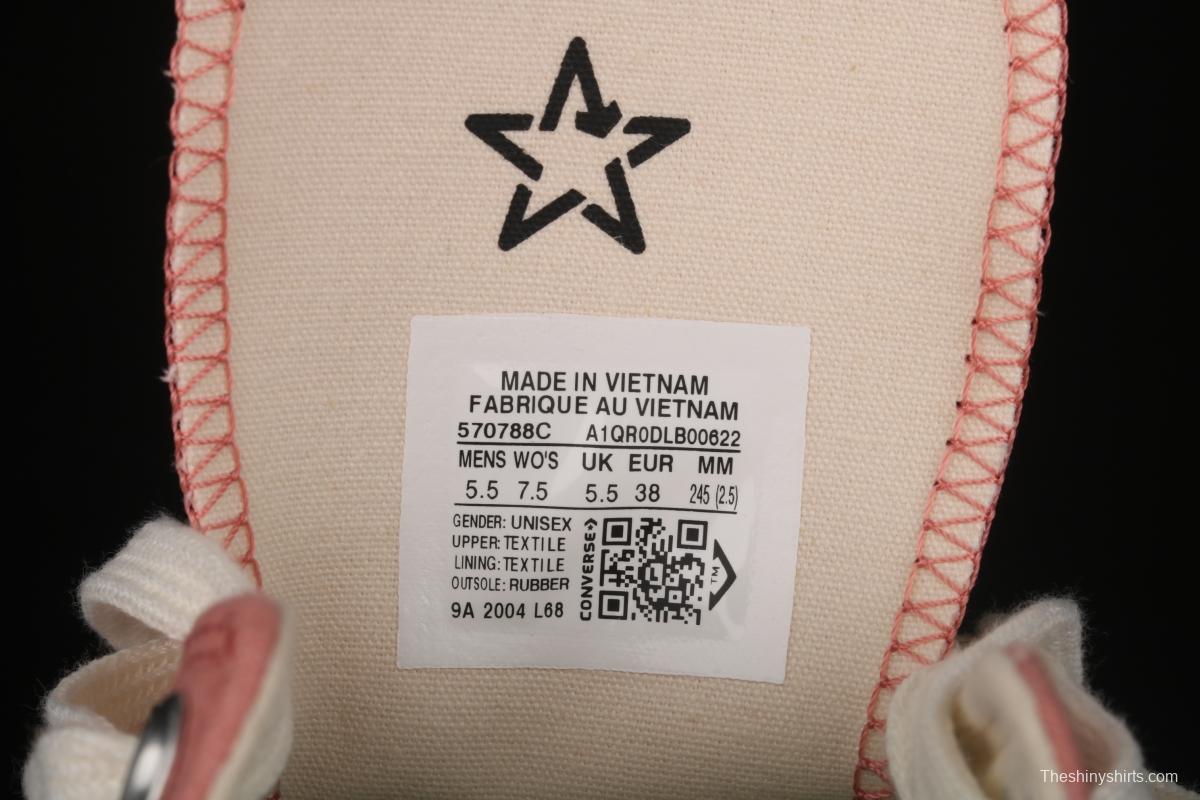 MADE IN VIETNAM
FABRIQUE AU VIETNAM
570788C A1QR0DLB00622
MENS WO'S UK EUR MM
5.5 7.5 5.5 38 245 (2.5)
GENDER: UNISEX
UPPER: TEXTILE
LINING: TEXTILE
OUTSOLE: RUBBER
9A 2004 L68
CONVERSE
TM
Theshinyshirts.com